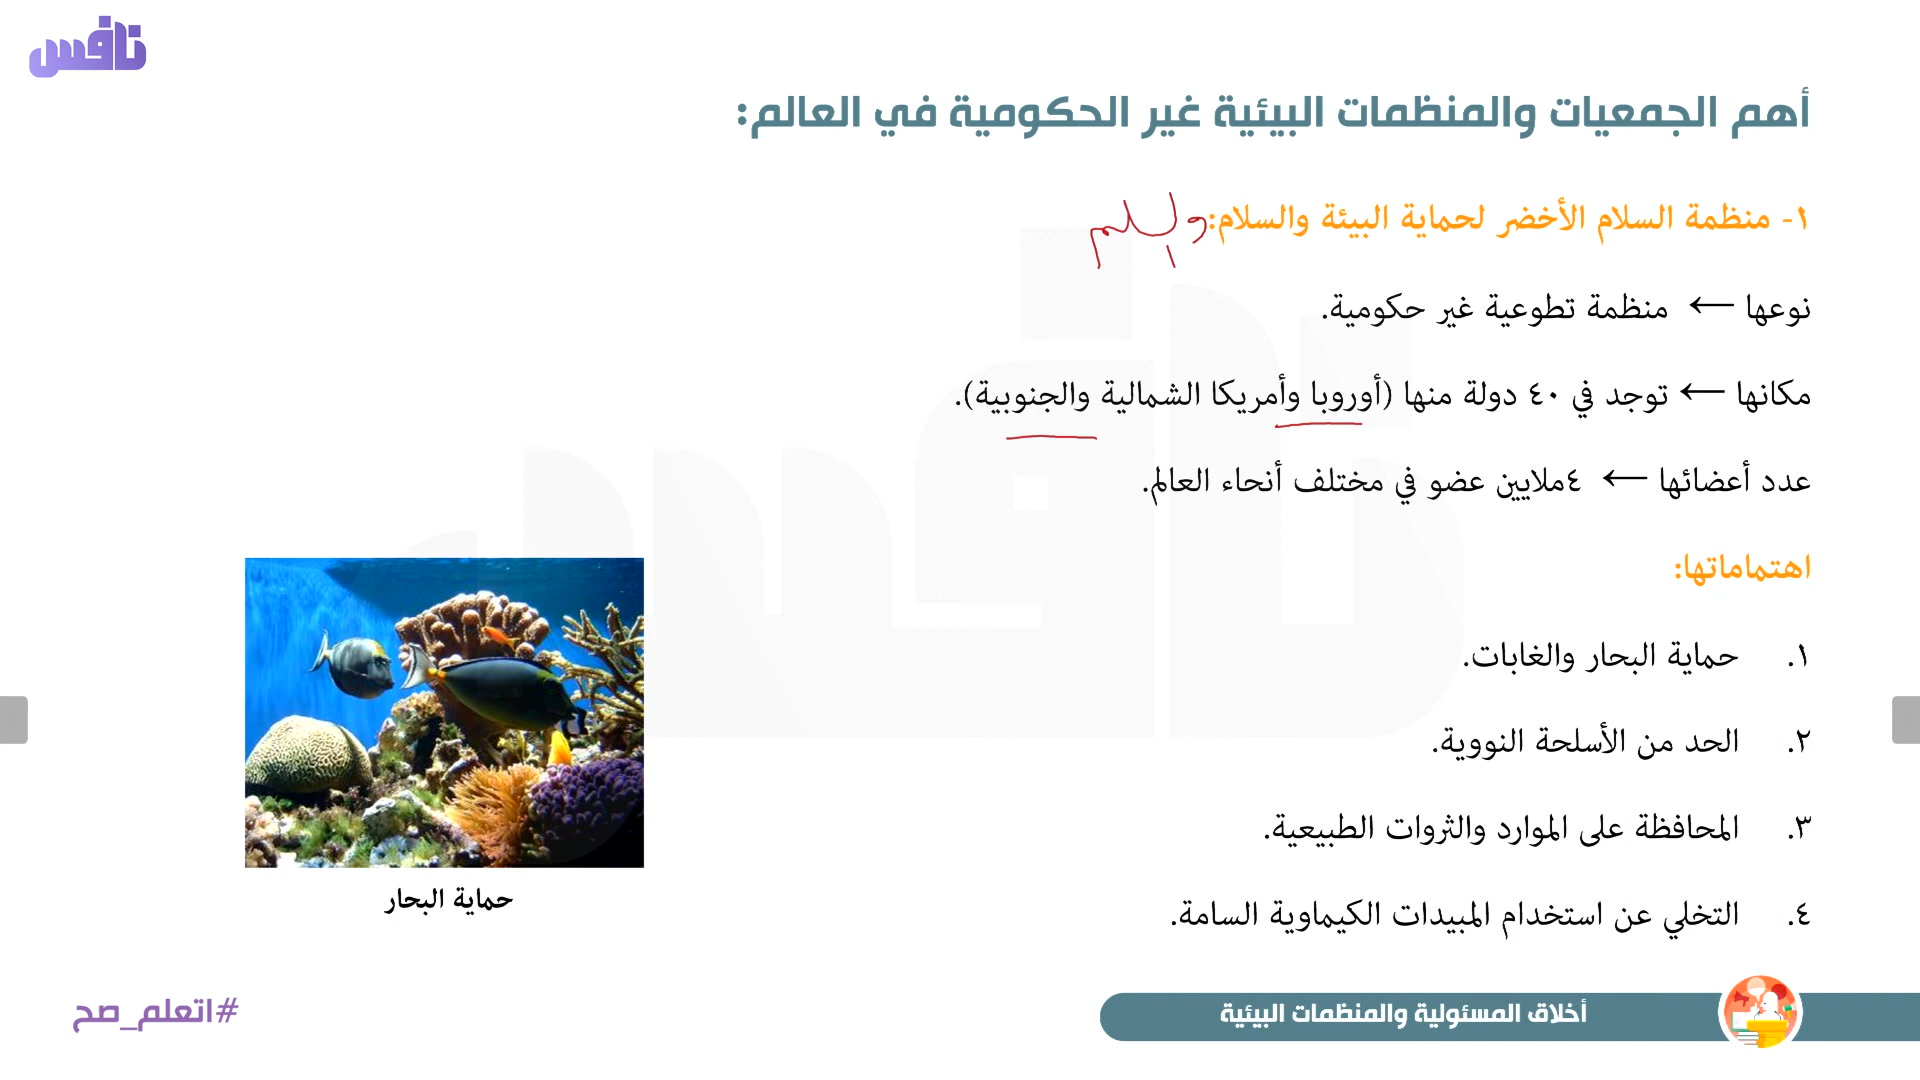 نافس
أهم الجمعيات والمنظمات البيئية غير الحكومية في العالم:
١- منظمة السلام الأخضر لحماية البيئة والسلام:
نوعها ← منظمة تطوعية غير حكومية.
مكانها ← توجد في ٤٠ دولة منها (أوروبا وأمريكا الشمالية والجنوبية).
عدد أعضائها ← ٤ملايين عضو في مختلف أنحاء العالم.
اهتماماتها:
١. حماية البحار والغابات.
٢. الحد من الأسلحة النووية.
٣. المحافظة على الموارد والثروات الطبيعية.
٤. التخلي عن استخدام المبيدات الكيماوية السامة.
حماية البحار
أخلاق المسئولية والمنظمات البيئية
#اتعلم_صح